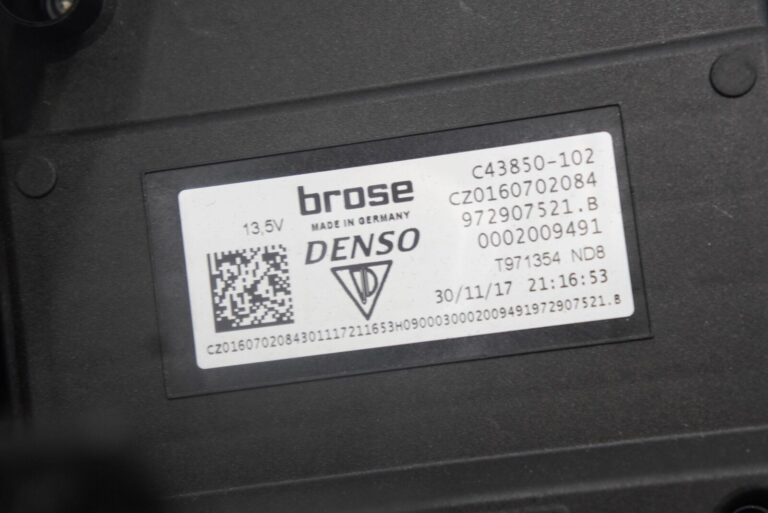 brose
MADE IN GERMANY
13,5V
DENSO
C43850-102
CZ0160702084
972907521.B
0002009491
T971354 ND8
30/11/17 21:16:53
CZ0160702084301117211653H0900030002009491972907521.B